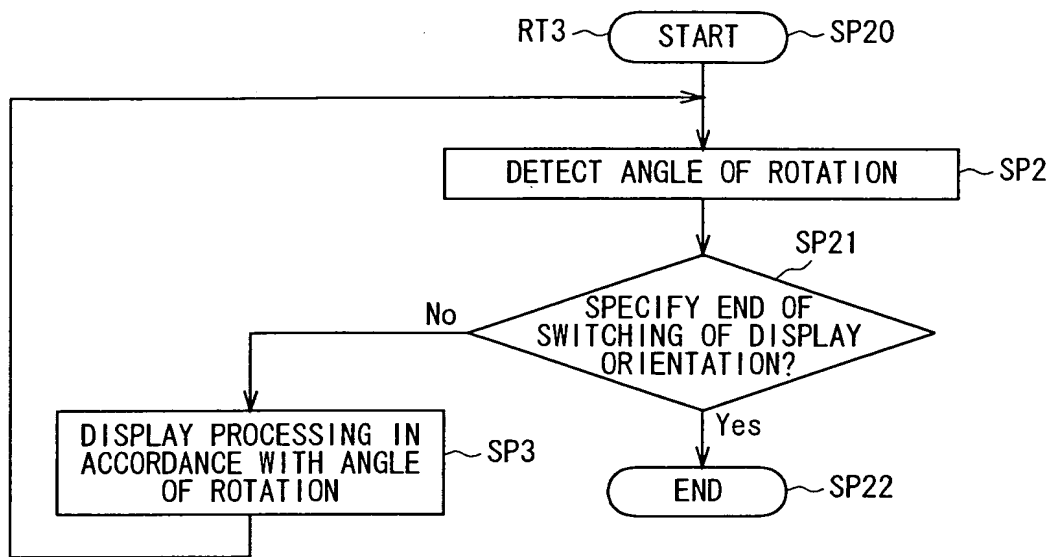 RT3 START SP20
DETECT ANGLE OF ROTATION SP2
SP21
SPECIFY END OF
SWITCHING OF DISPLAY
ORIENTATION?
No
Yes
DISPLAY PROCESSING IN
ACCORDANCE WITH ANGLE
OF ROTATION
SP3
END SP22